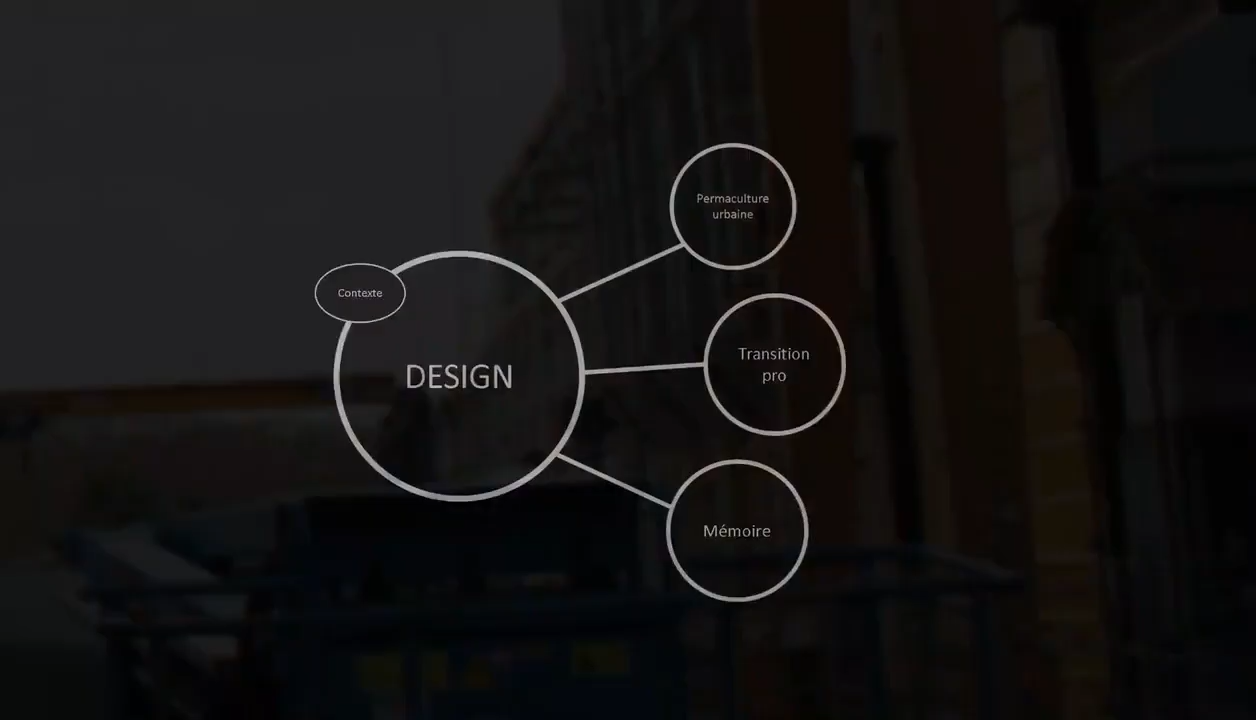 Permaculture
urbaine
Contexte
DESIGN
Transition
pro
Mémoire